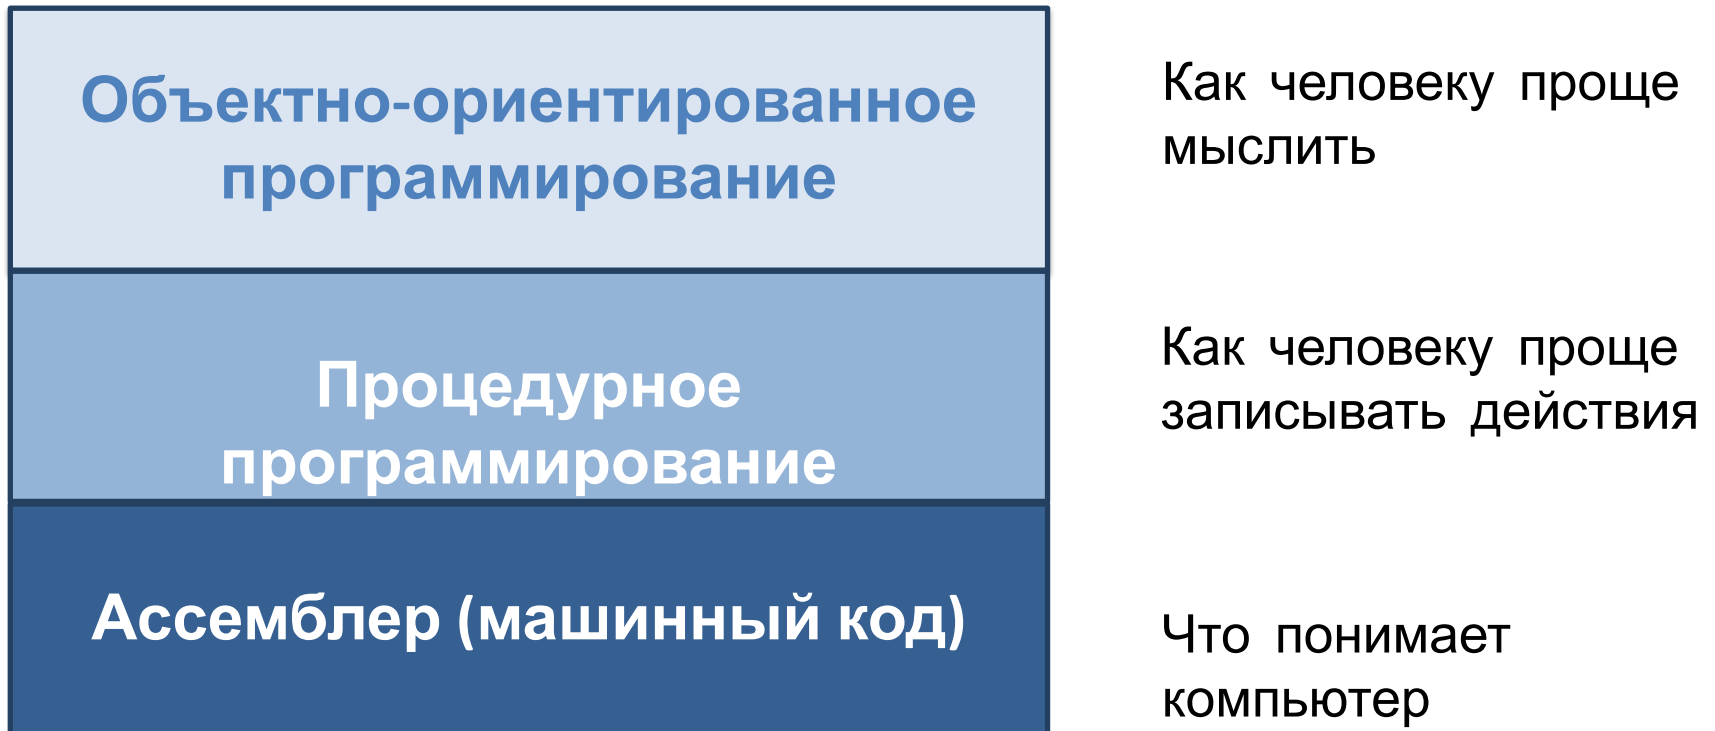 Объектно-ориентированное
программирование
Как человеку проще
мыслить
Процедурное
программирование
Как человеку проще
записывать действия
Ассемблер (машинный код)
Что понимает
компьютер